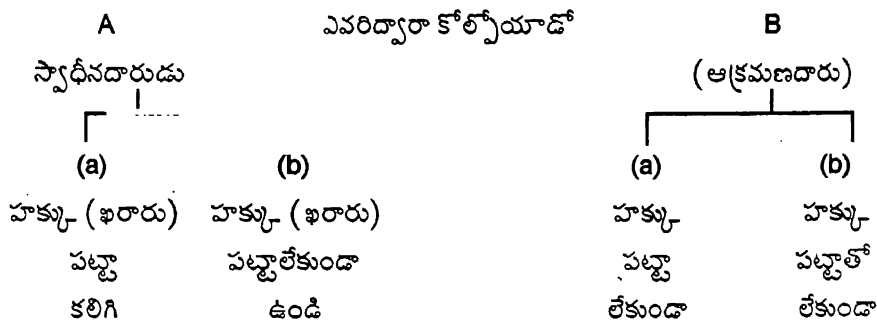 A ఎవరిద్వారా కోల్పోయాడో B
స్వాధీనదారుడు (ఆక్రమణదారు)
(a) (b) (a) (b)
హక్కు (ఖరారు) హక్కు (ఖరారు) హక్కు హక్కు
పట్టా పట్టాలేకుండా పట్టా పట్టాతో
కలిగి ఉండి లేకుండా లేకుండా